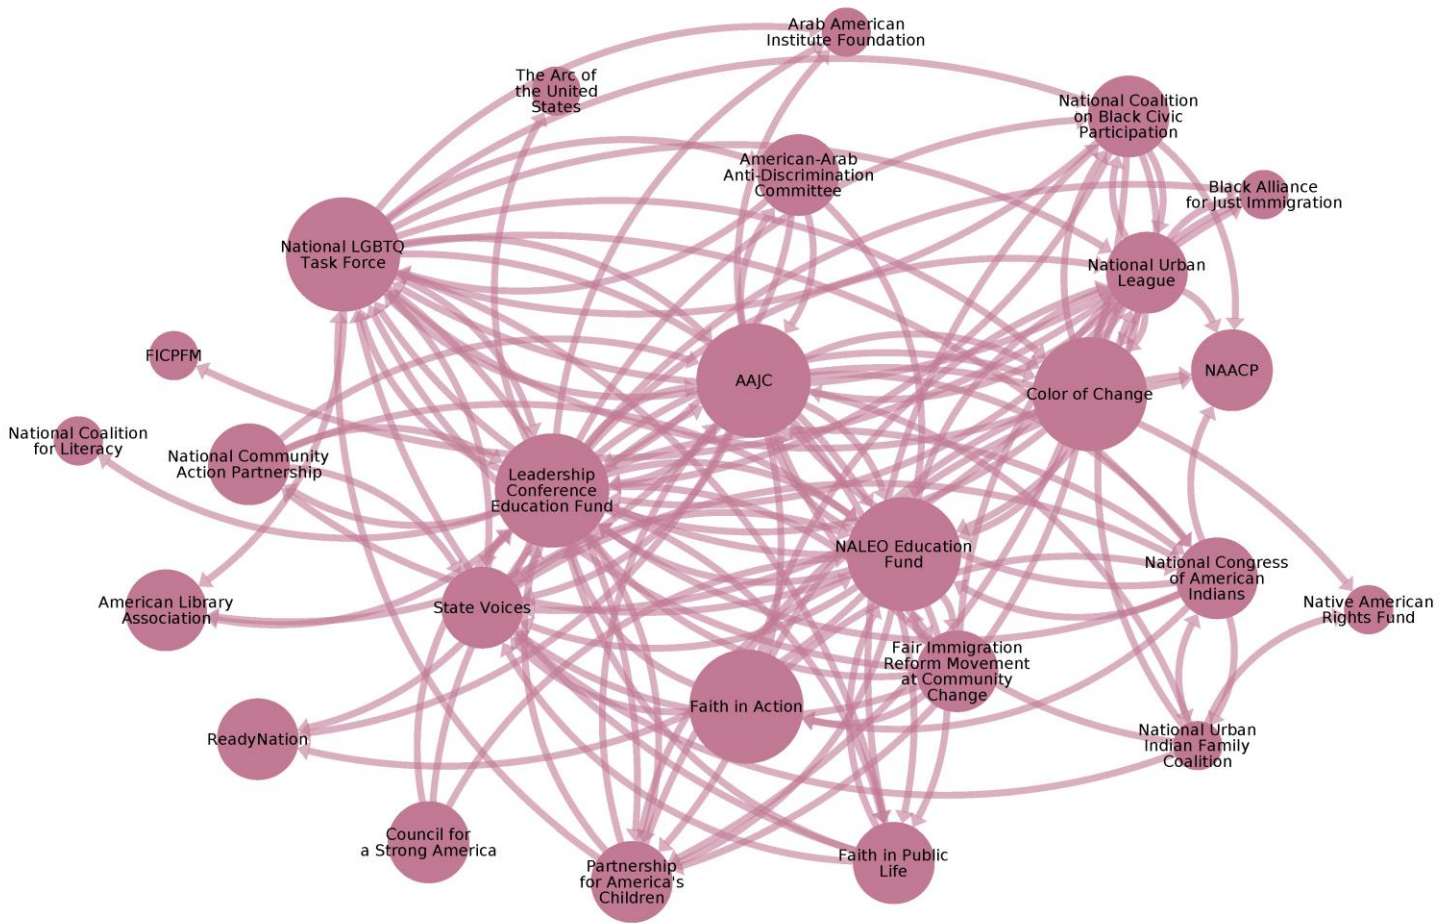 Arab American
Institute Foundation
The Arc of
the United
States
National Coalition
on Black Civic
Participation
American-Arab
Anti-Discrimination
Committee
Black Alliance
for Just Immigration
National LGBTQ
Task Force
National Urban
League
FICPFM
AAJC
Color of Change
NAACP
National Coalition
for Literacy
National Community
Action Partnership
Leadership
Conference
Education Fund
NALEO Education
Fund
National Congress
of American
Indians
American Library
Association
State Voices
Native American
Rights Fund
Fair Immigration
Reform Movement
at Community
Change
Faith in Action
ReadyNation
National Urban
Indian Family
Coalition
Council for
a Strong America
Partnership
for America's
Children
Faith in Public
Life